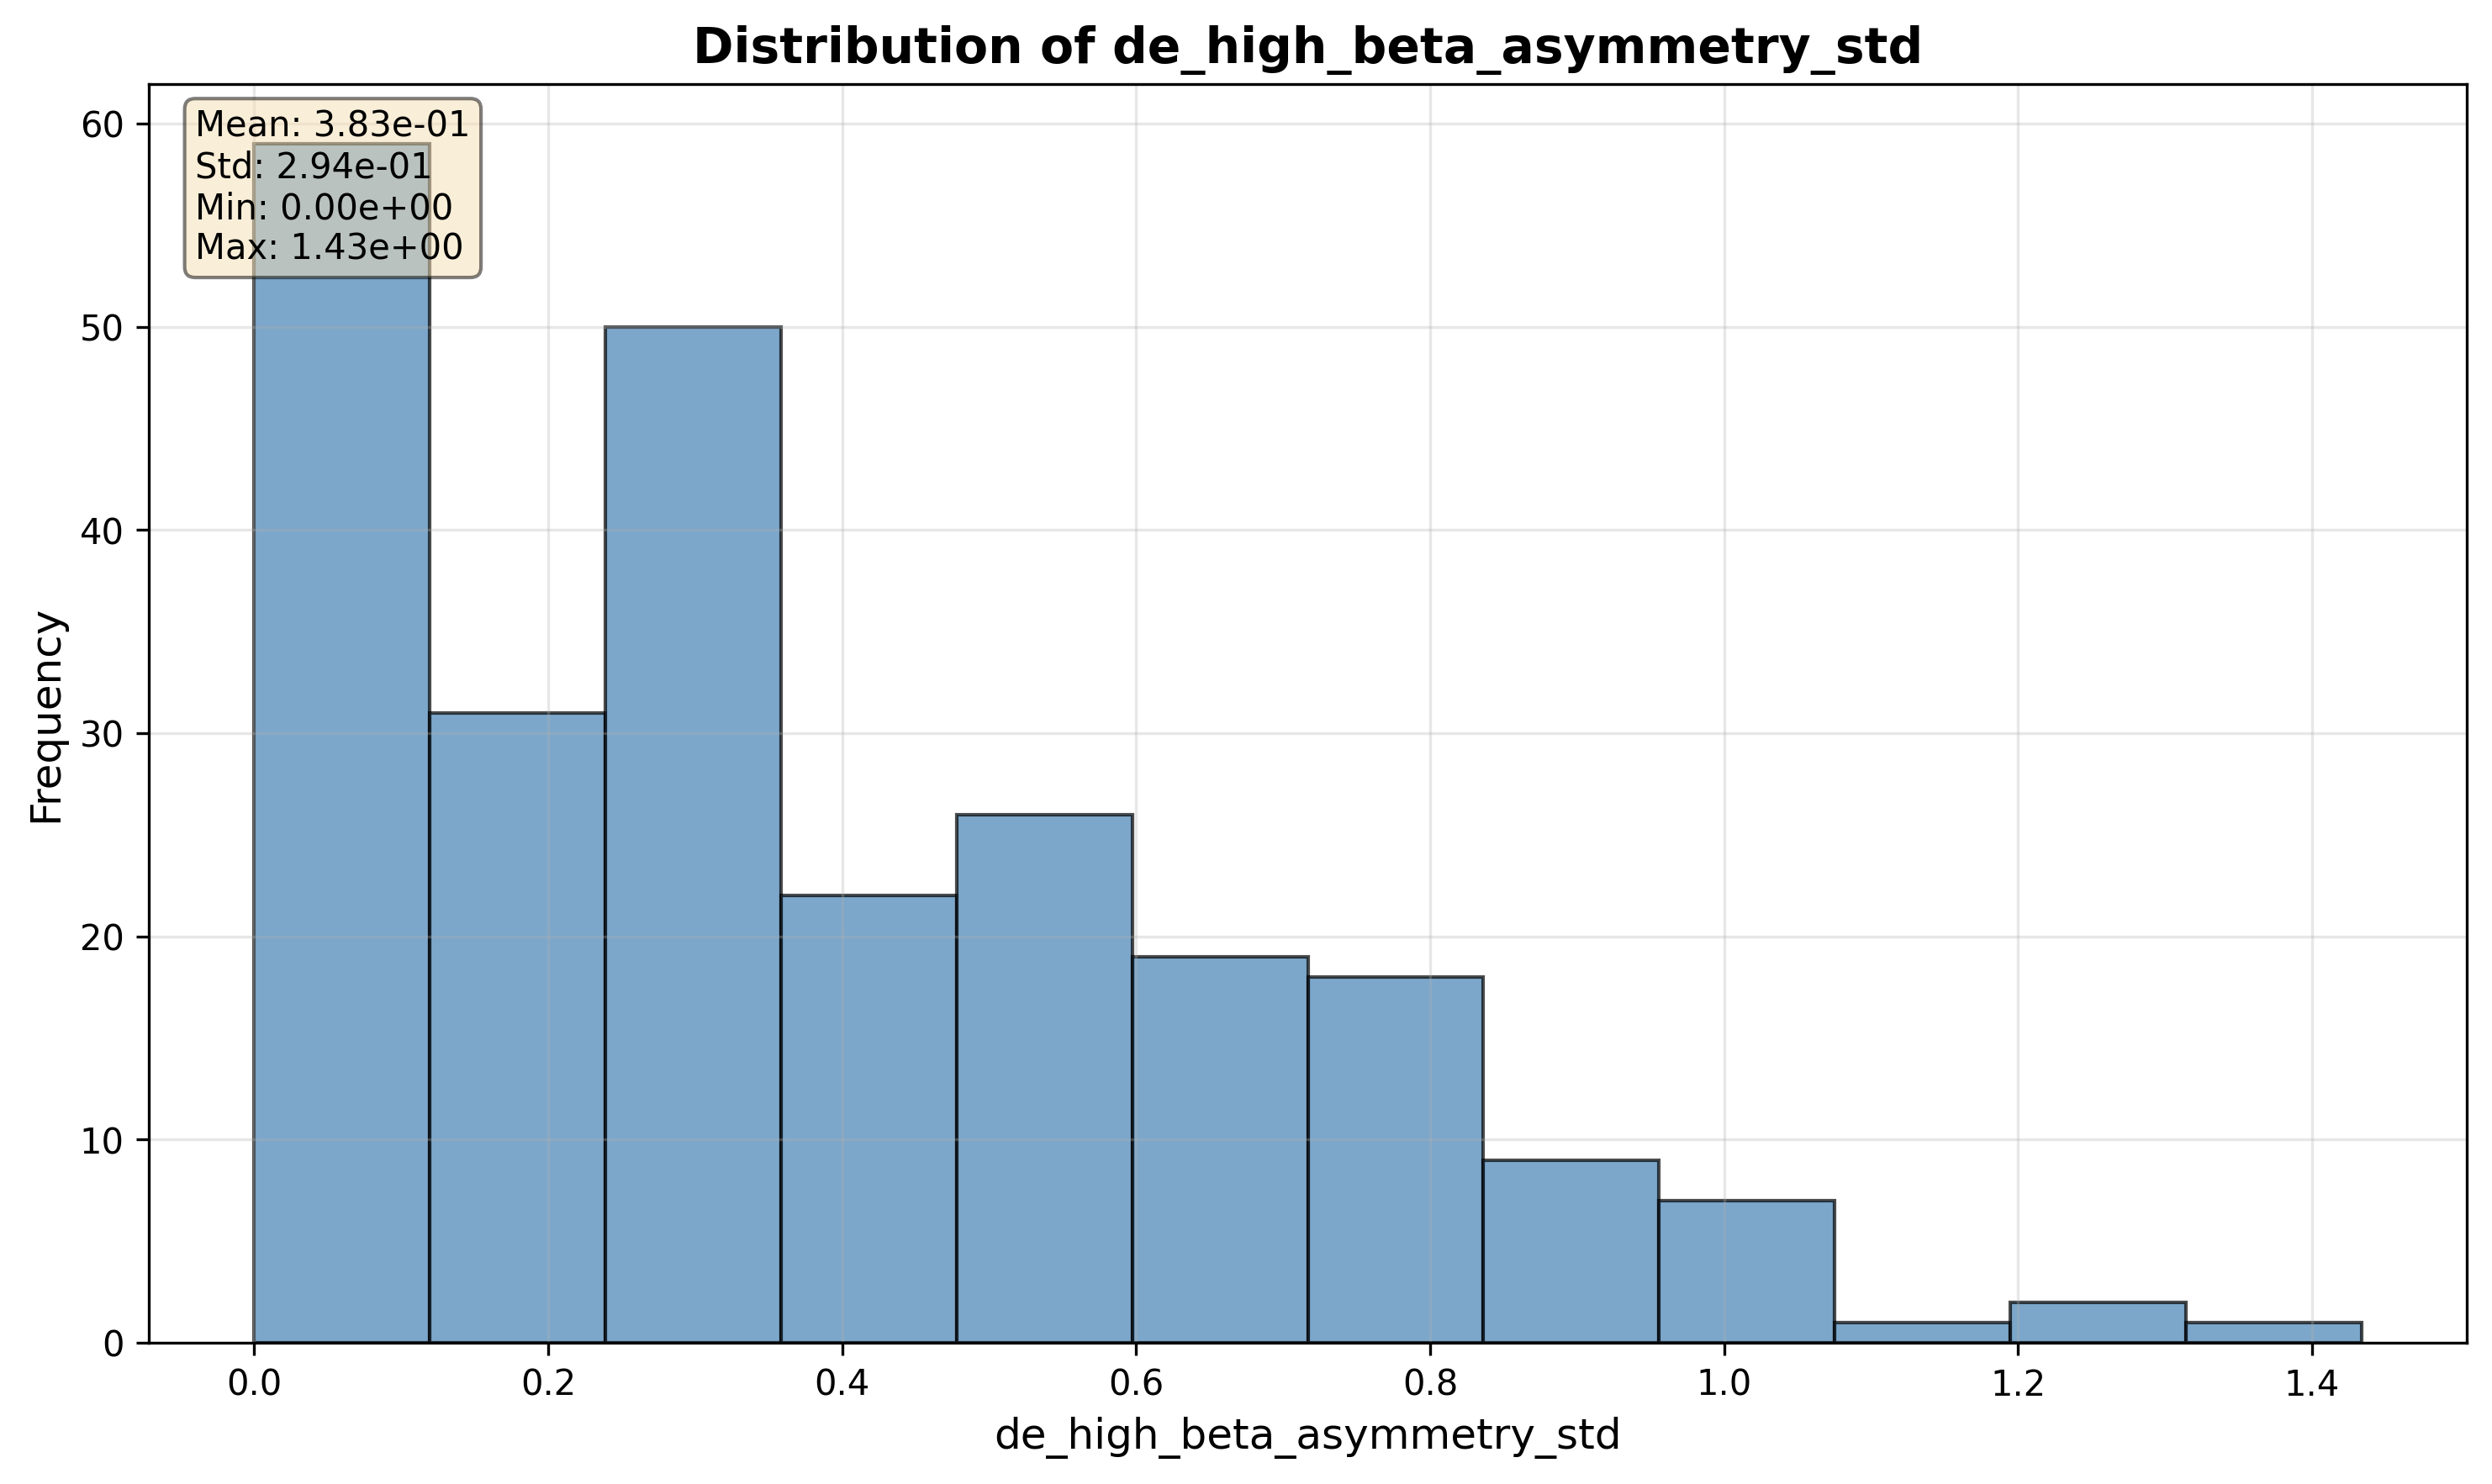 Distribution of de_high_beta_asymmetry_std
Mean: 3.83e-01
Std: 2.94e-01
Min: 0.00e+00
Max: 1.43e+00
60
50
40
30
20
10
0
Frequency
0.0 0.2 0.4 0.6 0.8 1.0 1.2 1.4
de_high_beta_asymmetry_std